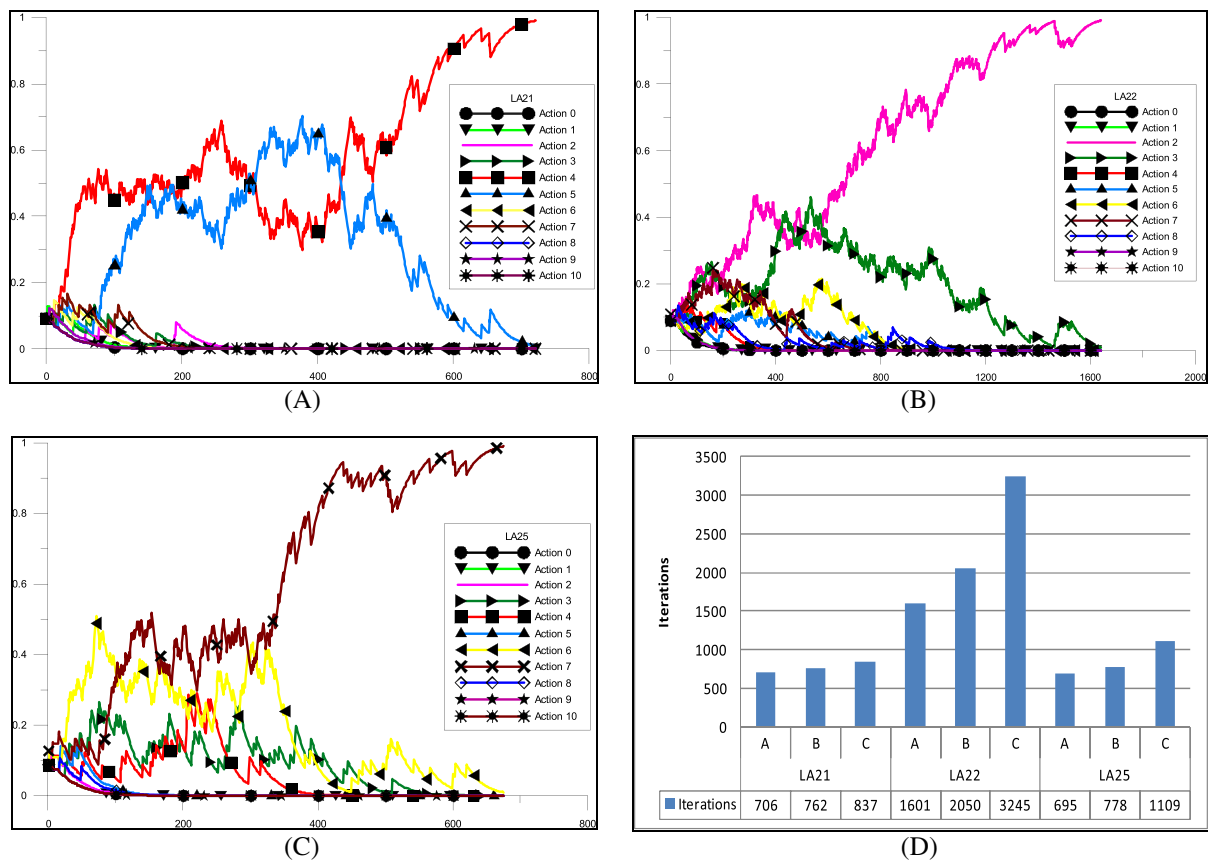 1
0.8
0.6
0.4
0.2
0
0
200
400
600
800
LA21
Action 0
Action 1
Action 2
Action 3
Action 4
Action 5
Action 6
Action 7
Action 8
Action 9
Action 10
(A)
1
0.8
0.6
0.4
0.2
0
0
400
800
1200
1600
2000
LA22
Action 0
Action 1
Action 2
Action 3
Action 4
Action 5
Action 6
Action 7
Action 8
Action 9
Action 10
(B)
1
0.8
0.6
0.4
0.2
0
0
200
400
600
800
LA25
Action 0
Action 1
Action 2
Action 3
Action 4
Action 5
Action 6
Action 7
Action 8
Action 9
Action 10
(C)
Iterations
3500
3000
2500
2000
1500
1000
500
0
A B C A B C A B C
LA21 LA22 LA25
Iterations 706 762 837 1601 2050 3245 695 778 1109
(D)